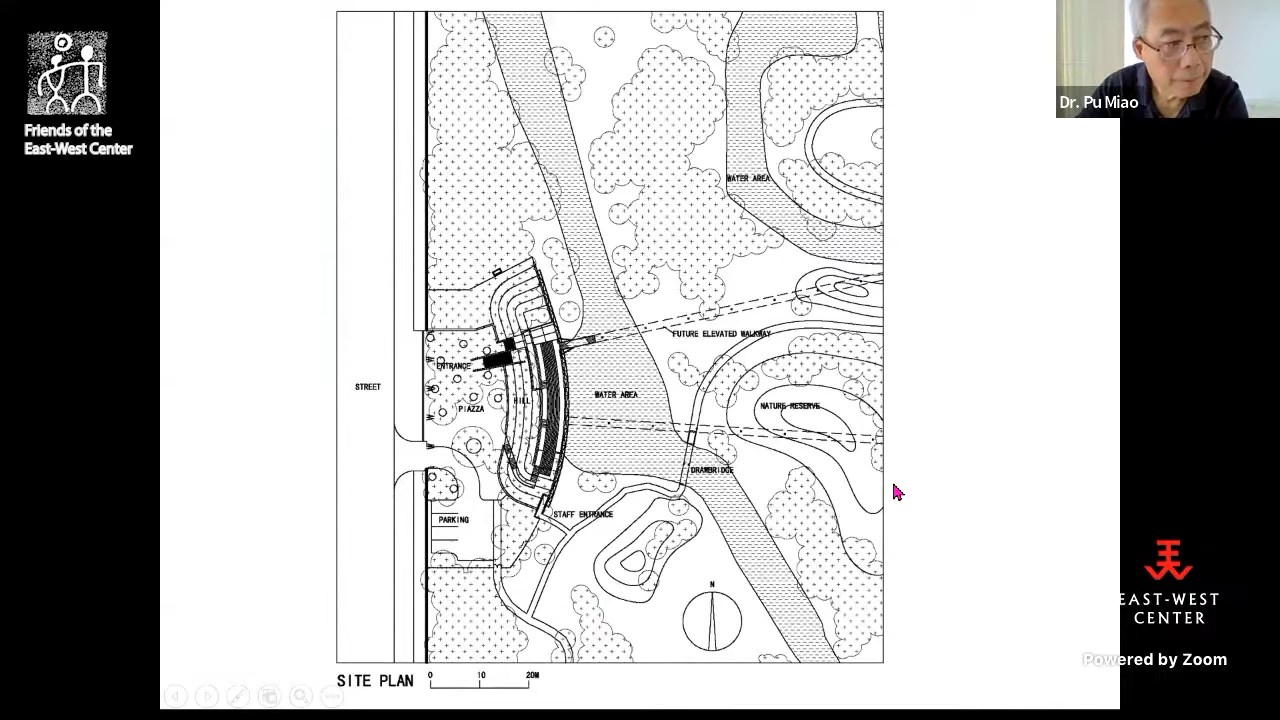 Friends of the
East-West Center
Dr. Pu Miao
WATER AREA
FUTURE ELEVATED WALKWAY
ENTRANCE
STREET
HILL
WATER AREA
PIAZZA
NATURE RESERVE
DRAWBRIDGE
STAFF ENTRANCE
PARKING
N
SITE PLAN
0 10 20M
EAST-WEST
CENTER
Powered by Zoom